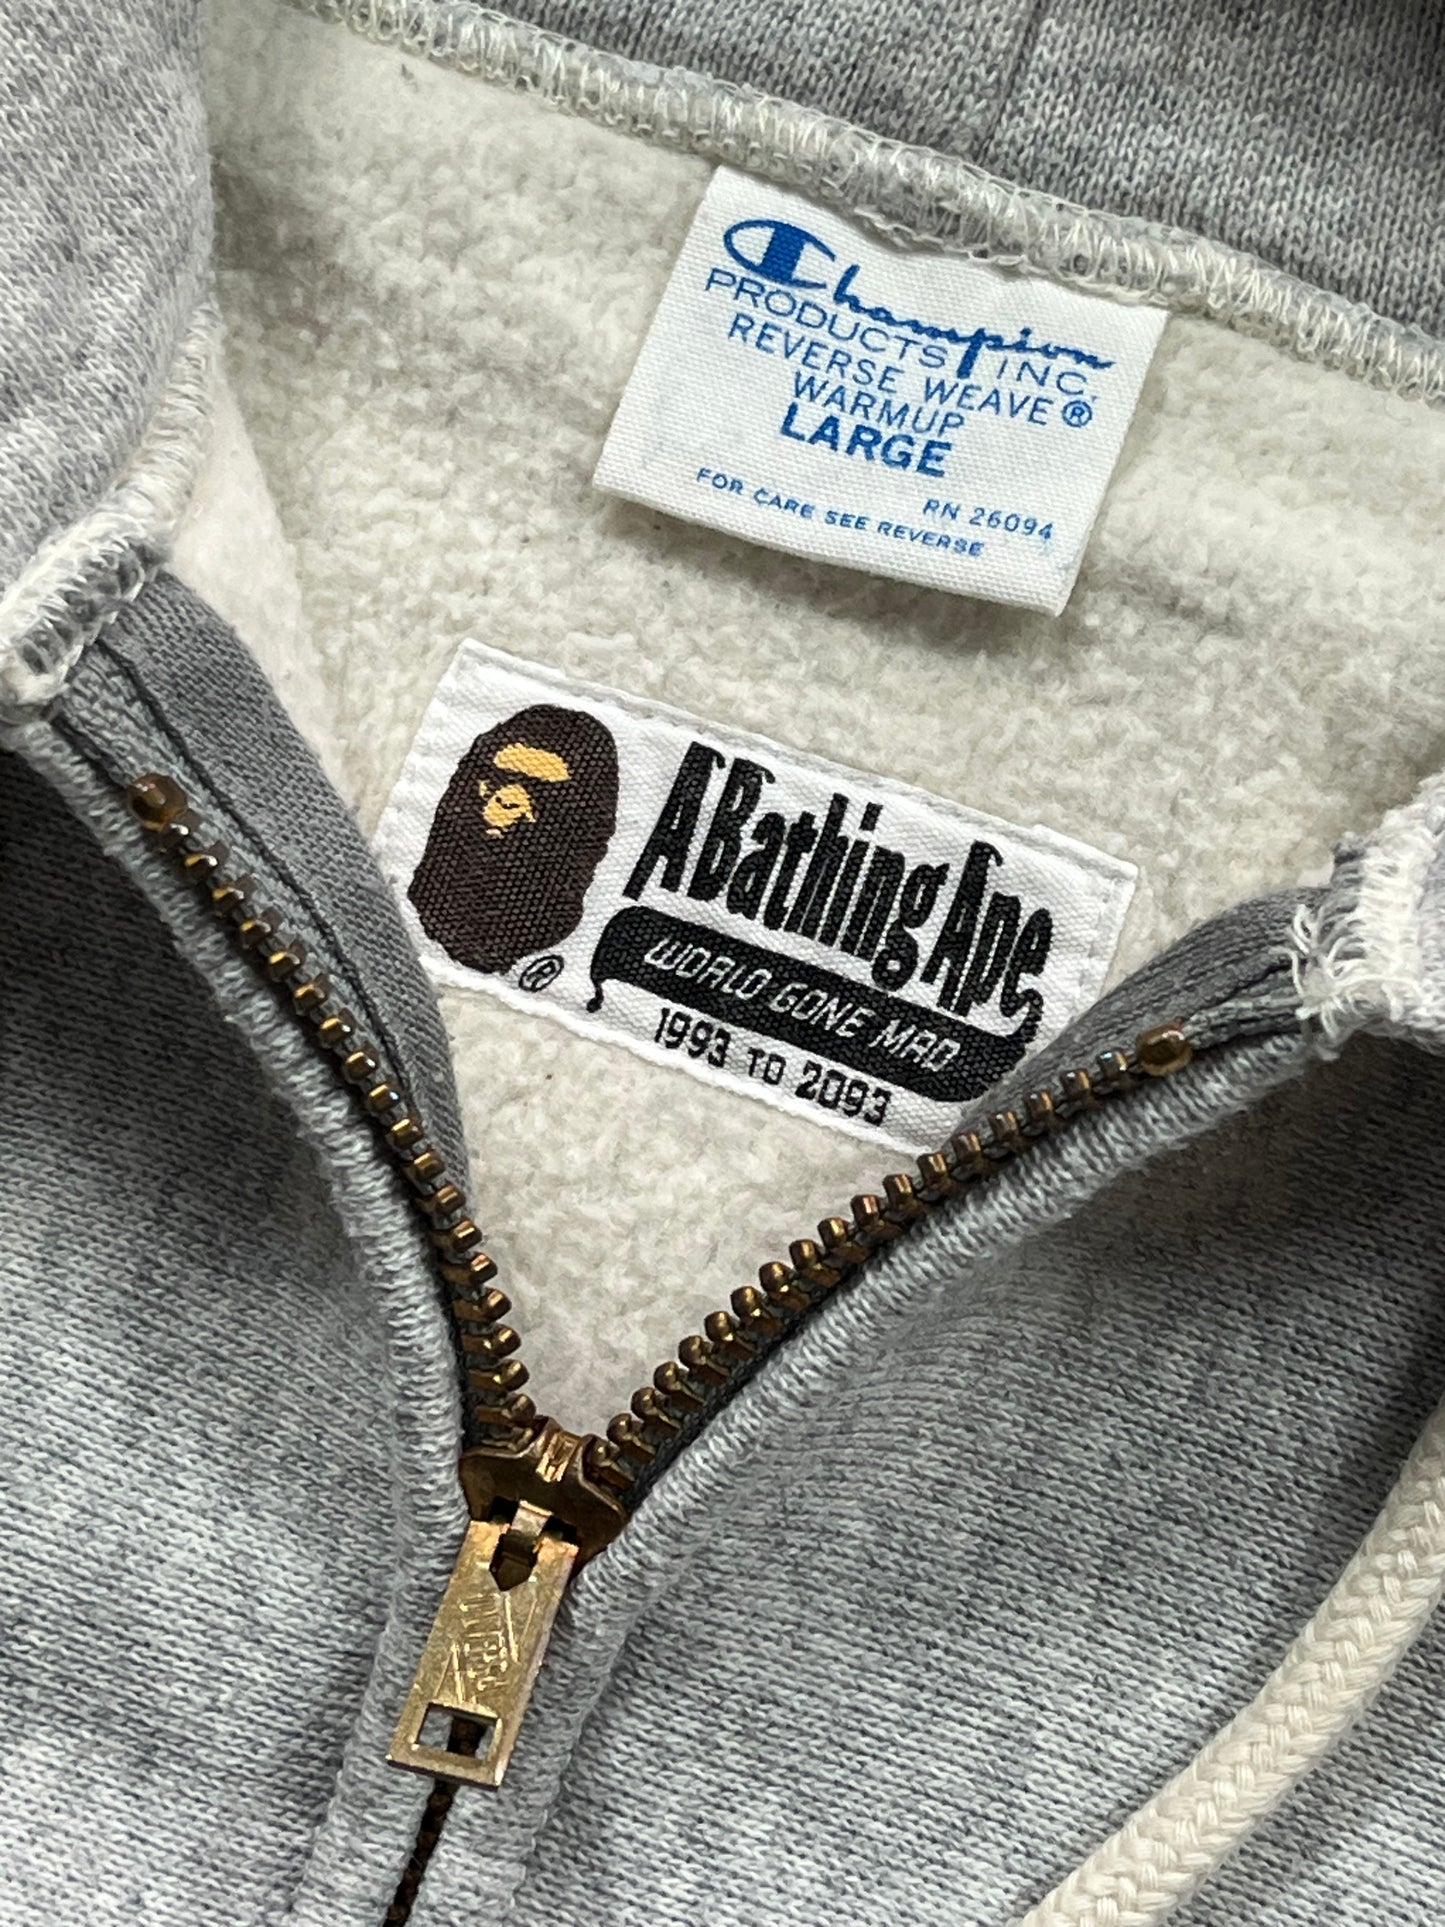 Champion
PRODUCTS INC.
REVERSE WEAVE®
WARMUP
LARGE
RN 26094
FOR CARE SEE REVERSE
A Bathing Ape
®
WORLD GONE MAD
1993 TO 2093